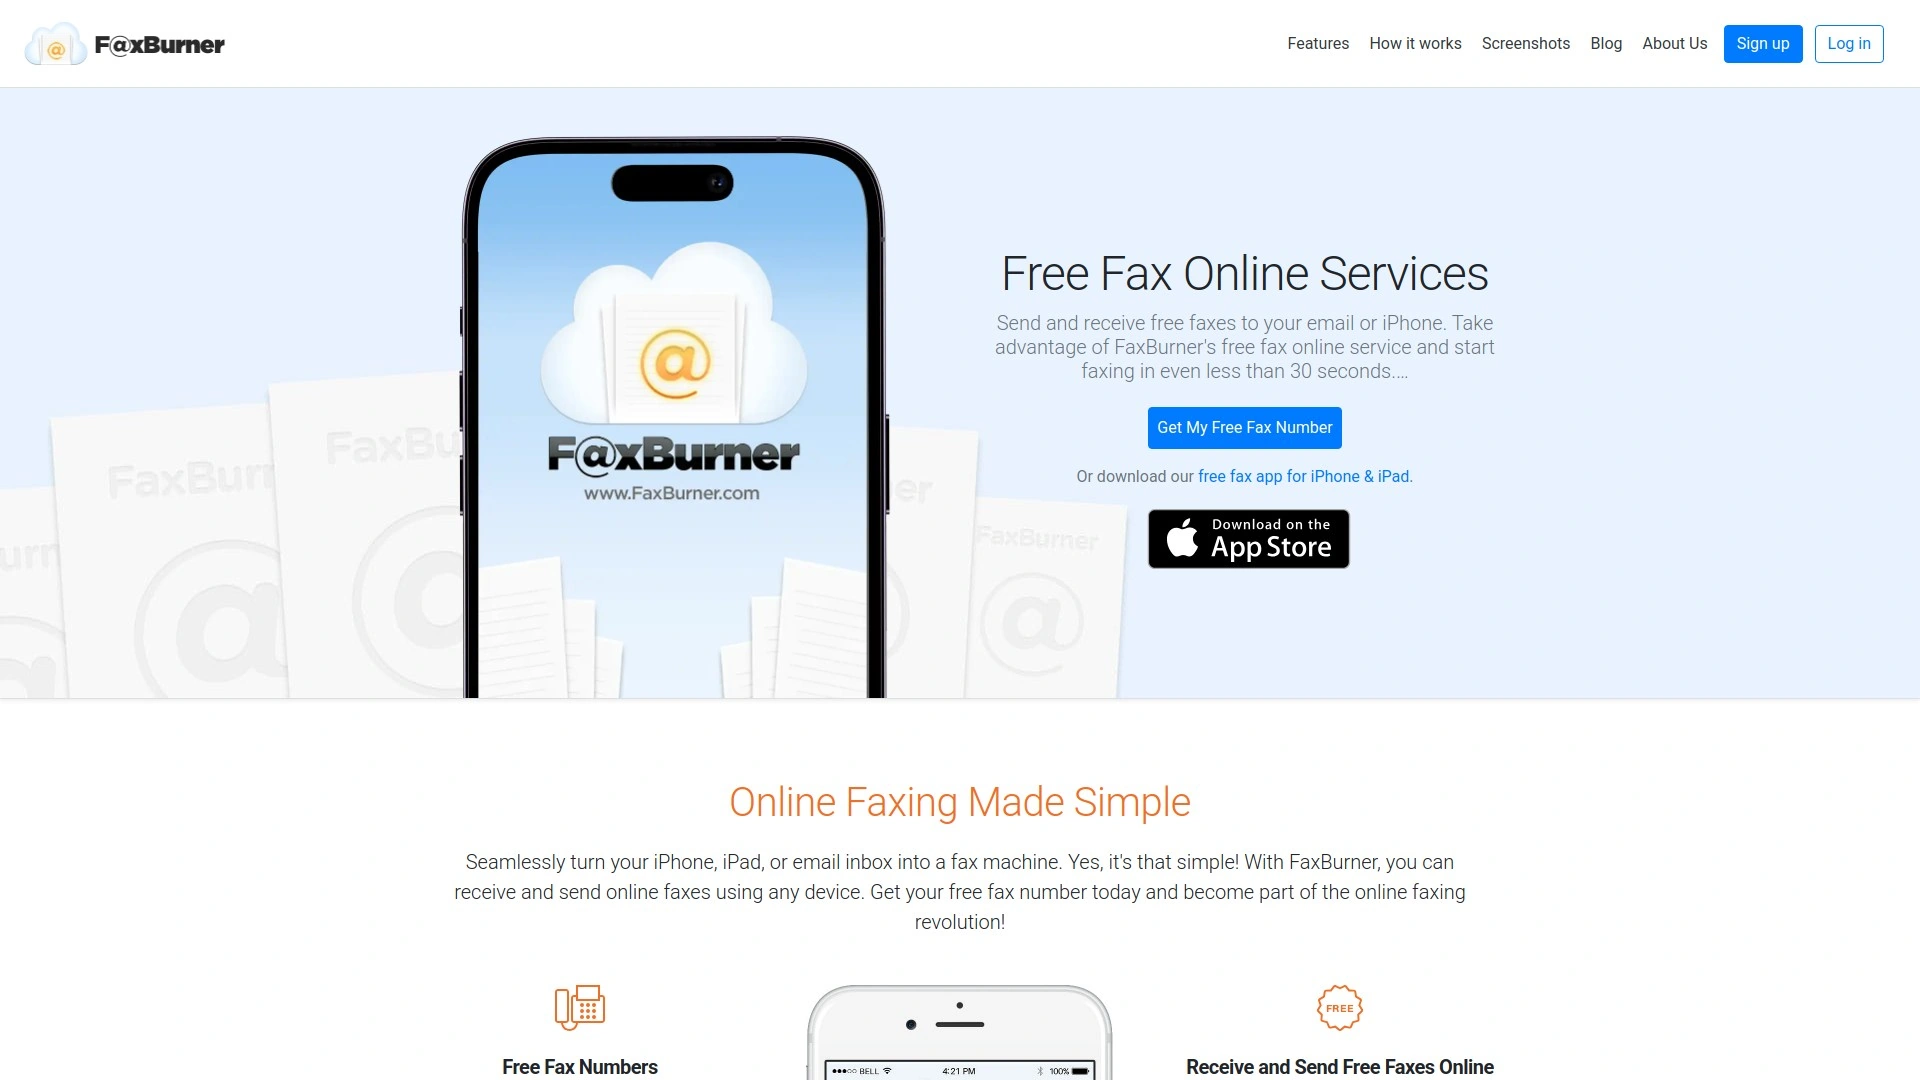 F@xBurner
Features How it works Screenshots Blog About Us Sign up Log in
@
F@xBurner
www.FaxBurner.com
FaxBurner
FaxBu
er
FaxBurner
urn
@
Free Fax Online Services
Send and receive free faxes to your email or iPhone. Take
advantage of FaxBurner's free fax online service and start
faxing in even less than 30 seconds....
Get My Free Fax Number
Or download our free fax app for iPhone & iPad.
Download on the
App Store
Online Faxing Made Simple
Seamlessly turn your iPhone, iPad, or email inbox into a fax machine. Yes, it's that simple! With FaxBurner, you can
receive and send online faxes using any device. Get your free fax number today and become part of the online faxing
revolution!
FREE
Free Fax Numbers
BELL 4:21 PM 100%
Receive and Send Free Faxes Online